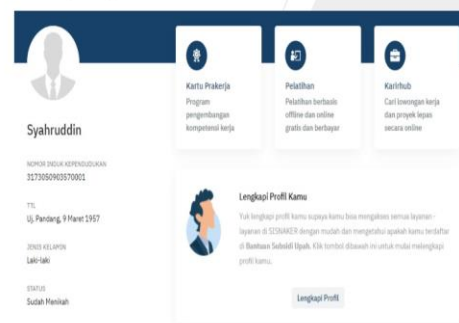 Syahruddin
NOMOR INDUK KEPENDUDUKAN
3173050903570001
TTL
Uj. Pandang, 9 Maret 1957
JENIS KELAMIN
Laki-laki
STATUS
Sudah Menikah
Kartu Prakerja
Program
pengembangan
kompetensi kerja
Pelatihan
Pelatihan berbasis
offline dan online
gratis dan berbayar
Karirhub
Cari lowongan kerja
dan proyek lepas
secara online
Lengkapi Profil Kamu
Yuk lengkapi profil kamu supaya kamu bisa mengakses semua layanan -
layanan di SISNAKER dengan mudah dan mengetahui apakah kamu terdaftar
di Bantuan Subsidi Upah. Klik tombol dibawah ini untuk mulai melengkapi
profil kamu.
Lengkapi Profil